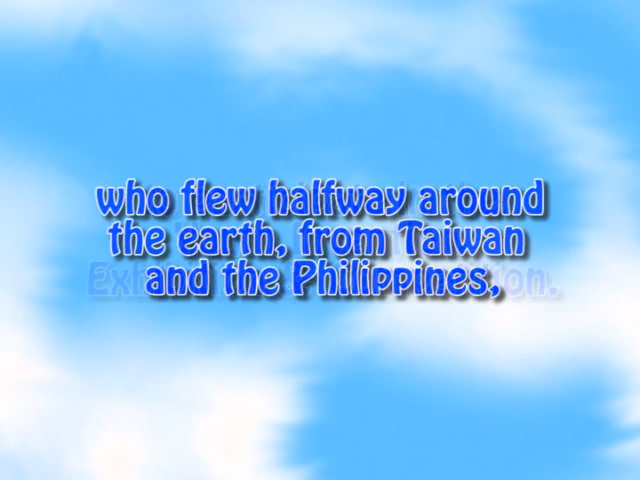 who flew halfway around
the earth, from Taiwan
and the Philippines,